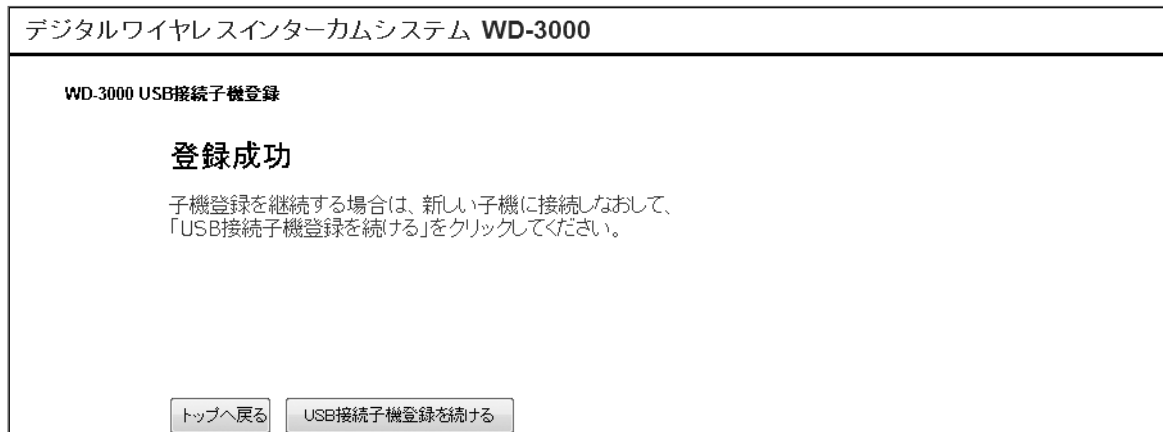 デジタルワイヤレスインターカムシステム WD-3000
WD-3000 USB接続子機登録
登録成功
子機登録を継続する場合は、新しい子機に接続しなおして、
「USB接続子機登録を続ける」をクリックしてください。
トップへ戻る USB接続子機登録を続ける